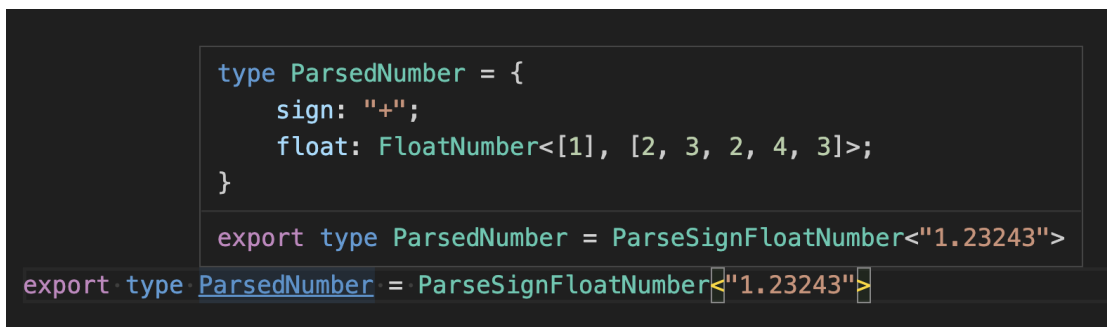 type ParsedNumber = {
    sign: "+";
    float: FloatNumber<[1], [2, 3, 2, 4, 3]>;
}
export type ParsedNumber = ParseSignFloatNumber<"1.23243">
export·type·ParsedNumber·=·ParseSignFloatNumber<"1.23243">